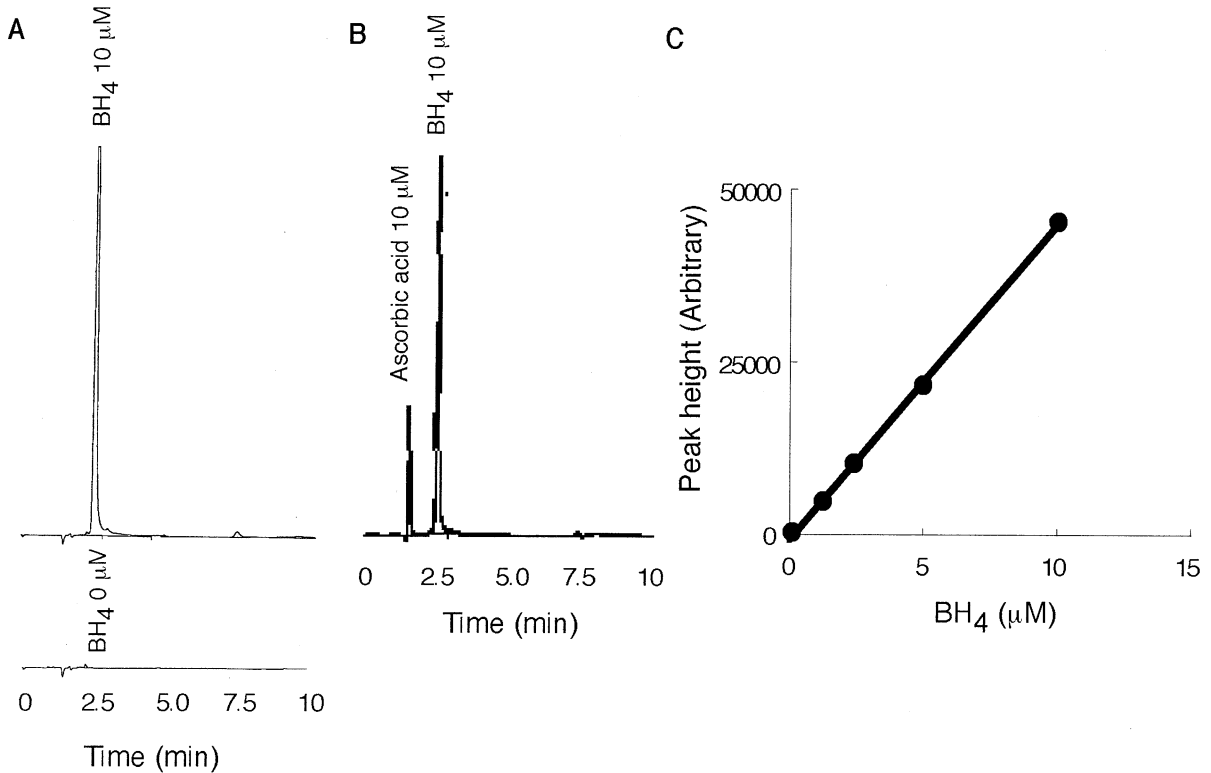 A
BH4 10 μM
BH4 0 μM
0 2.5 5.0 7.5 10
Time (min)
B
Ascorbic acid 10 μM
BH4 10 μM
0 2.5 5.0 7.5 10
Time (min)
C
Peak height (Arbitrary)
50000
25000
0
0 5 10 15
BH4 (μM)